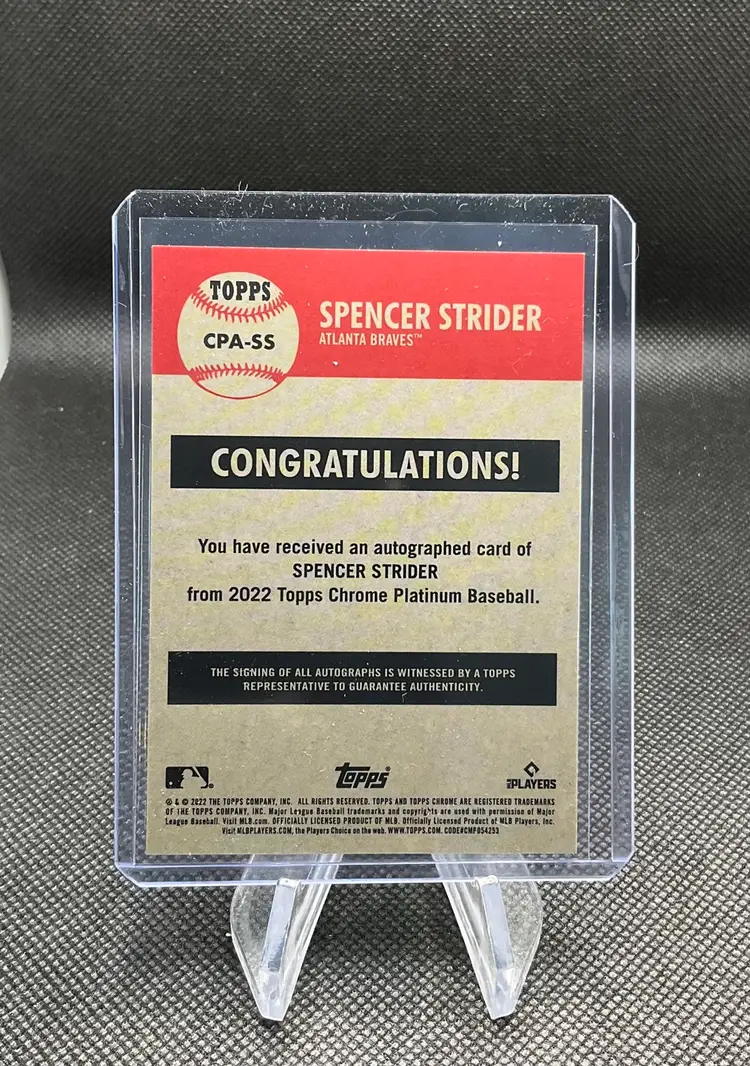 TOPPS
CPA-SS
SPENCER STRIDER
ATLANTA BRAVES™
CONGRATULATIONS!
You have received an autographed card of
SPENCER STRIDER
from 2022 Topps Chrome Platinum Baseball.
THE SIGNING OF ALL AUTOGRAPHS IS WITNESSED BY A TOPPS
REPRESENTATIVE TO GUARANTEE AUTHENTICITY.
topps®
PLAYERS
® & © 2022 THE TOPPS COMPANY, INC. ALL RIGHTS RESERVED. TOPPS AND TOPPS CHROME ARE REGISTERED TRADEMARKS
OF THE TOPPS COMPANY, INC. Major League Baseball trademarks and copyrights are used with permission of Major
League Baseball. Visit MLB.com. OFFICIALLY LICENSED PRODUCT OF MLB. Officially Licensed Product of MLB Players, Inc.
Visit MLBPLAYERS.COM, the Players Choice on the web. WWW.TOPPS.COM. CODE#CMP054253